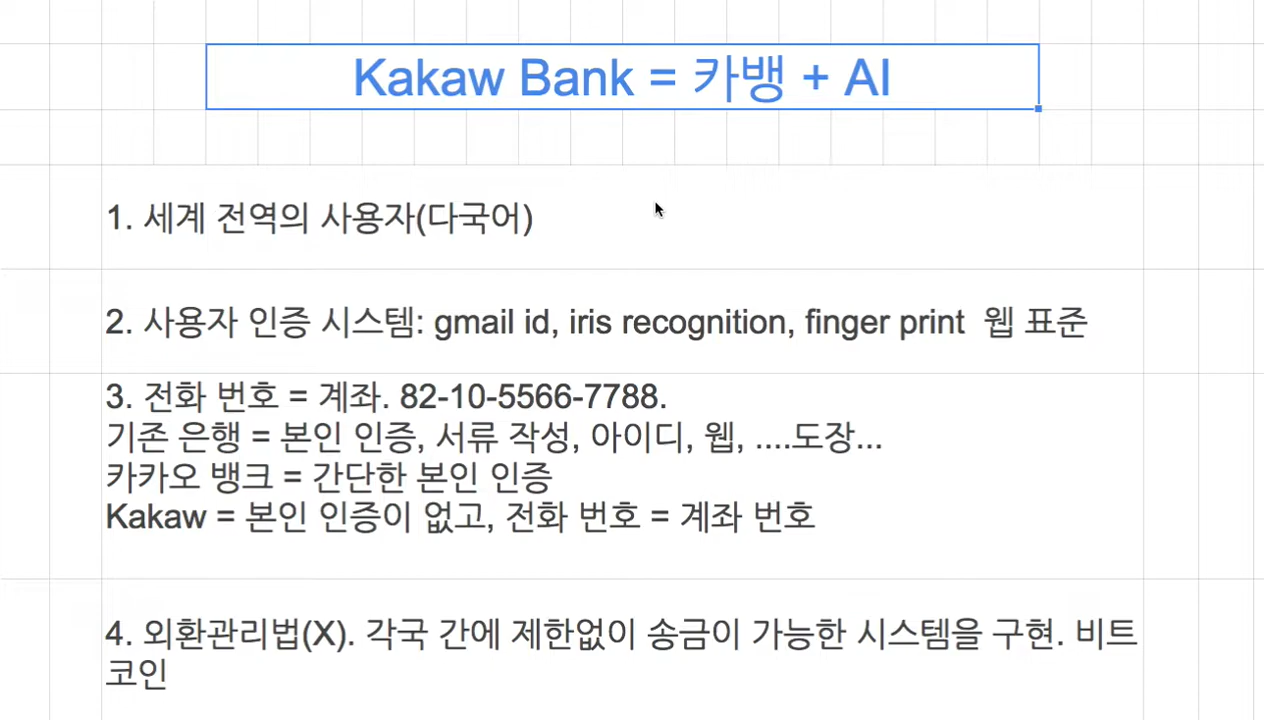 Kakaw Bank = 카뱅 + AI
1. 세계 전역의 사용자(다국어)
2. 사용자 인증 시스템: gmail id, iris recognition, finger print  웹 표준
3. 전화 번호 = 계좌. 82-10-5566-7788.
기존 은행 = 본인 인증, 서류 작성, 아이디, 웹, ....도장...
카카오 뱅크 = 간단한 본인 인증
Kakaw = 본인 인증이 없고, 전화 번호 = 계좌 번호
4. 외환관리법(X). 각국 간에 제한없이 송금이 가능한 시스템을 구현. 비트
코인